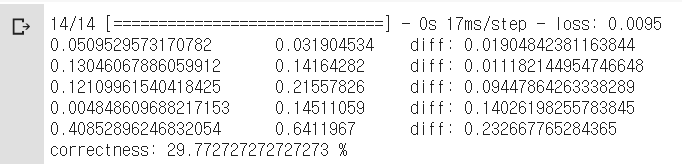 14/14 [==============================] - 0s 17ms/step - loss: 0.0095
0.0509529573170782 0.031904534 diff: 0.01904842381163844
0.13046067886059912 0.14164282 diff: 0.011182144954746648
0.12109961540418425 0.21557826 diff: 0.09447864263338289
0.004848609688217153 0.14511059 diff: 0.14026198255783845
0.40852896246832054 0.6411967 diff: 0.232667765284365
correctness: 29.772727272727273 %